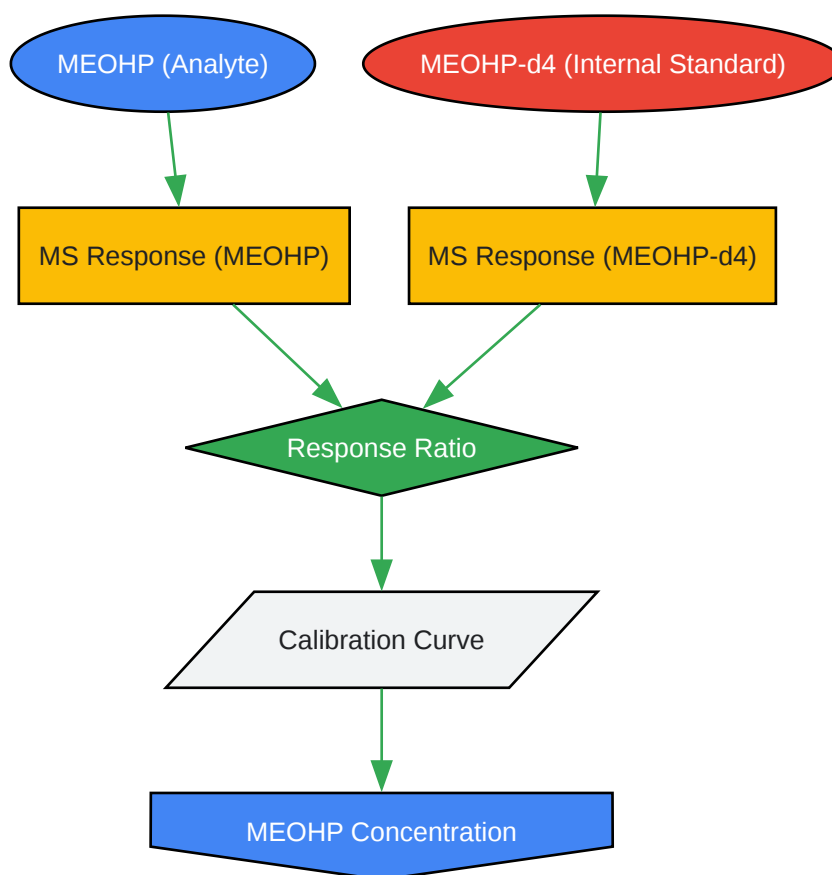 MEOHP (Analyte)
MEOHP-d4 (Internal Standard)
MS Response (MEOHP)
MS Response (MEOHP-d4)
Response Ratio
Calibration Curve
MEOHP Concentration